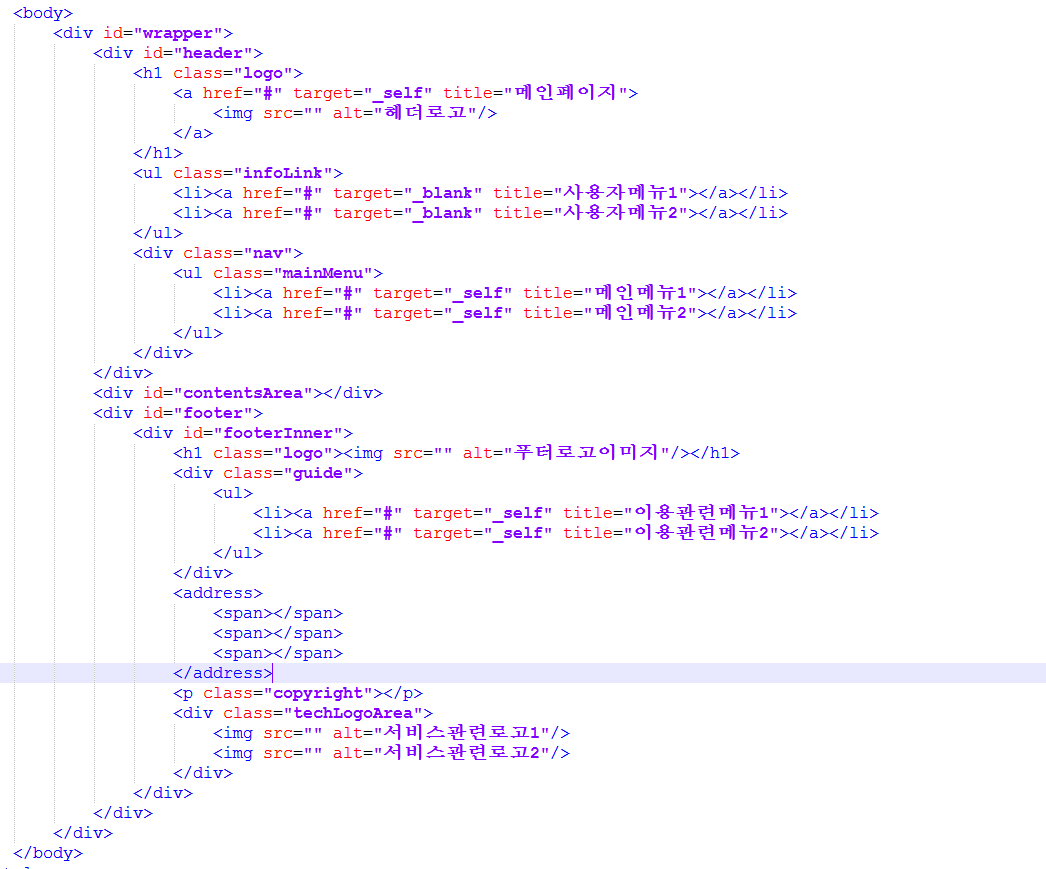 <body>
<div id="wrapper">
<div id="header">
<h1 class="logo">
<a href="#" target="_self" title="메인페이지">
<img src="" alt="헤더로고"/>
</a>
</h1>
<ul class="infoLink">
<li><a href="#" target="_blank" title="사용자메뉴1"></a></li>
<li><a href="#" target="_blank" title="사용자메뉴2"></a></li>
</ul>
<div class="nav">
<ul class="mainMenu">
<li><a href="#" target="_self" title="메인메뉴1"></a></li>
<li><a href="#" target="_self" title="메인메뉴2"></a></li>
</ul>
</div>
</div>
<div id="contentsArea"></div>
<div id="footer">
<div id="footerInner">
<h1 class="logo"><img src="" alt="푸터로고이미지"/></h1>
<div class="guide">
<ul>
<li><a href="#" target="_self" title="이용관련메뉴1"></a></li>
<li><a href="#" target="_self" title="이용관련메뉴2"></a></li>
</ul>
</div>
<address>
<span></span>
<span></span>
<span></span>
</address>
<p class="copyright"></p>
<div class="techLogoArea">
<img src="" alt="서비스관련로고1"/>
<img src="" alt="서비스관련로고2"/>
</div>
</div>
</div>
</div>
</body>